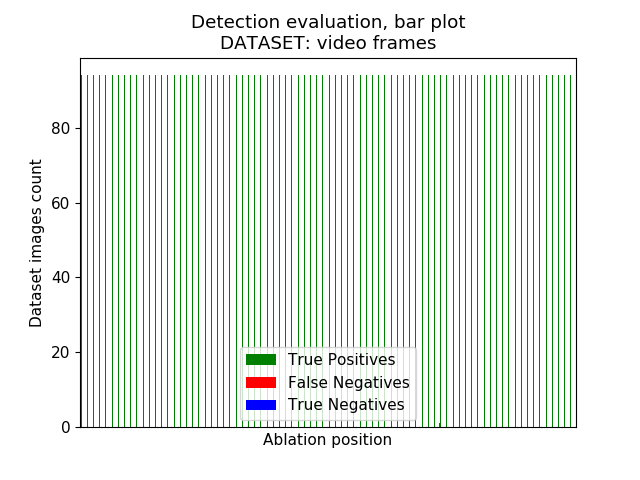 Detection evaluation, bar plot
DATASET: video frames
Dataset images count
80
60
40
20
0
True Positives
False Negatives
True Negatives
Ablation position